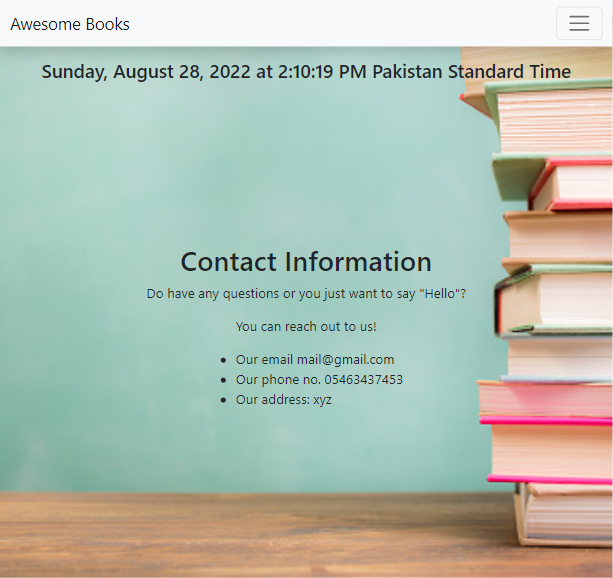 Awesome Books
Sunday, August 28, 2022 at 2:10:19 PM Pakistan Standard Time
Contact Information
Do have any questions or you just want to say "Hello"?
You can reach out to us!
Our email mail@gmail.com
Our phone no. 05463437453
Our address: xyz